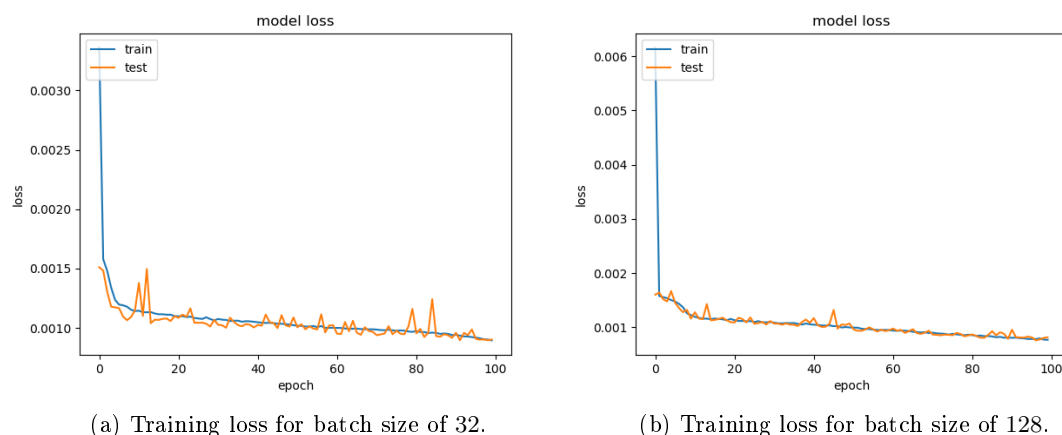 model loss
train
test
0.0030
0.0025
0.0020
0.0015
0.0010
loss
0 20 40 60 80 100
epoch
(a) Training loss for batch size of 32.
model loss
train
test
0.006
0.005
0.004
0.003
0.002
0.001
loss
0 20 40 60 80 100
epoch
(b) Training loss for batch size of 128.